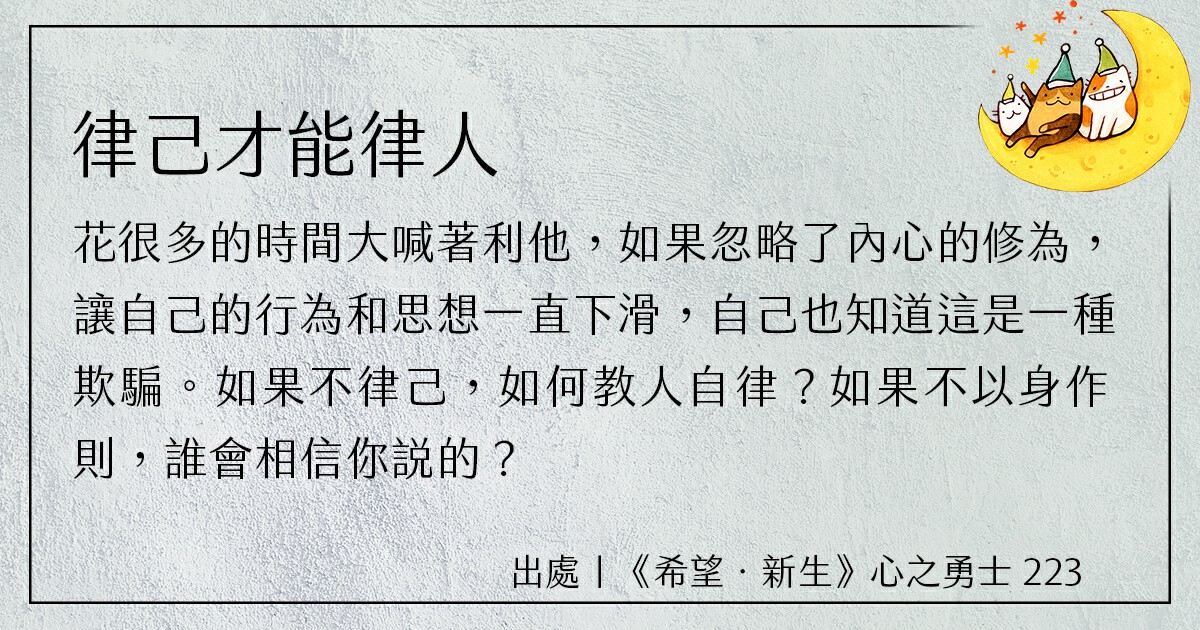 律己才能律人
花很多的時間大喊著利他，如果忽略了內心的修為，
讓自己的行為和思想一直下滑，自己也知道這是一種
欺騙。如果不律己，如何教人自律？如果不以身作
則，誰會相信你説的？
出處｜《希望．新生》心之勇士 223